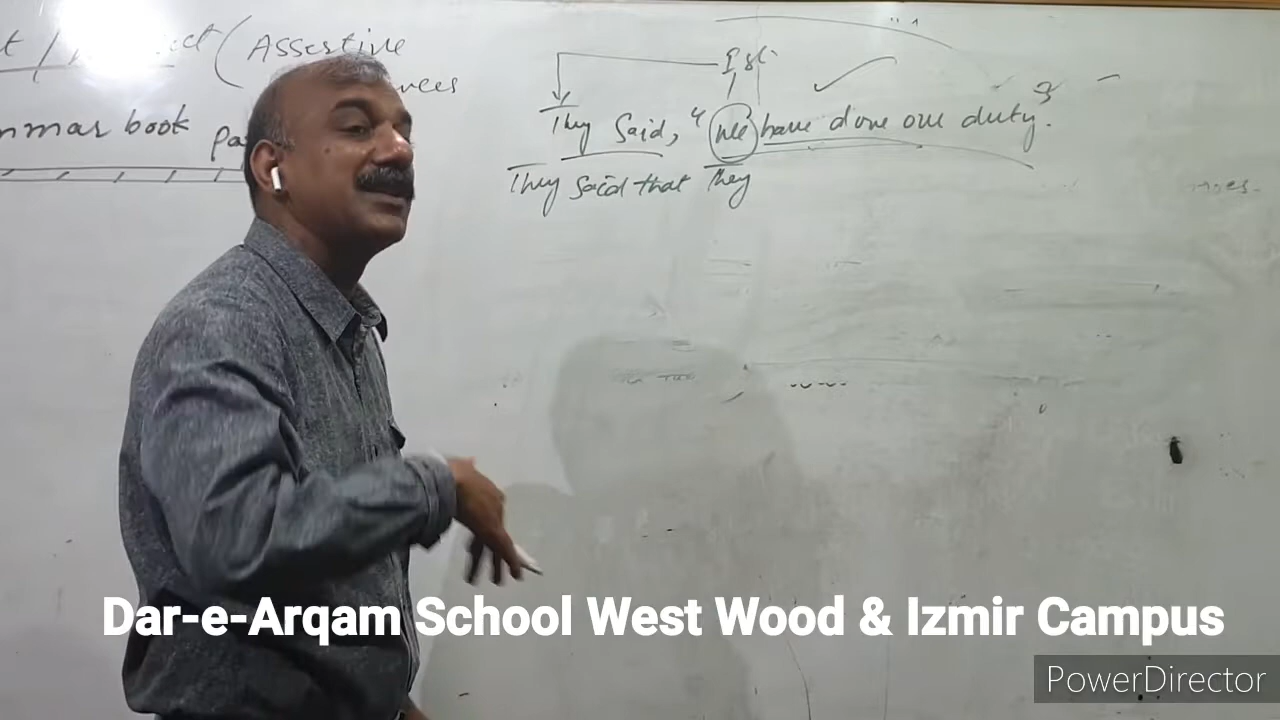 (Assertive
1st
They Said, "We have done our duty."
book
They Said that They
Dar-e-Arqam School West Wood & Izmir Campus
PowerDirector